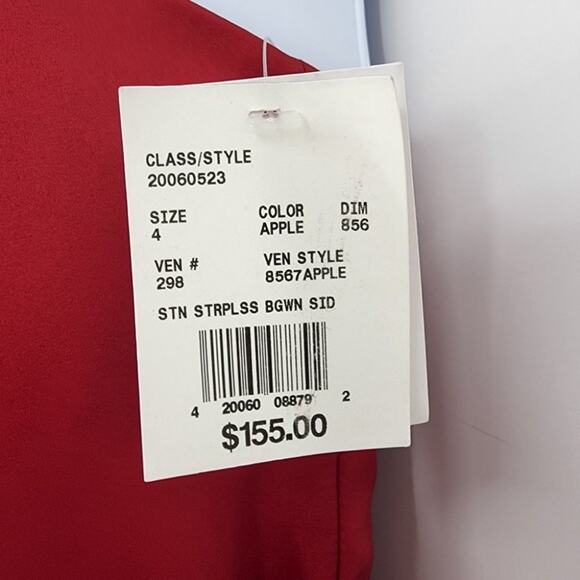 CLASS/STYLE
20060523
SIZE COLOR DIM
4 APPLE 856
VEN # VEN STYLE
298 8567APPLE
STN STRPLSS BGWN SID
4 20060 08879 2
$155.00